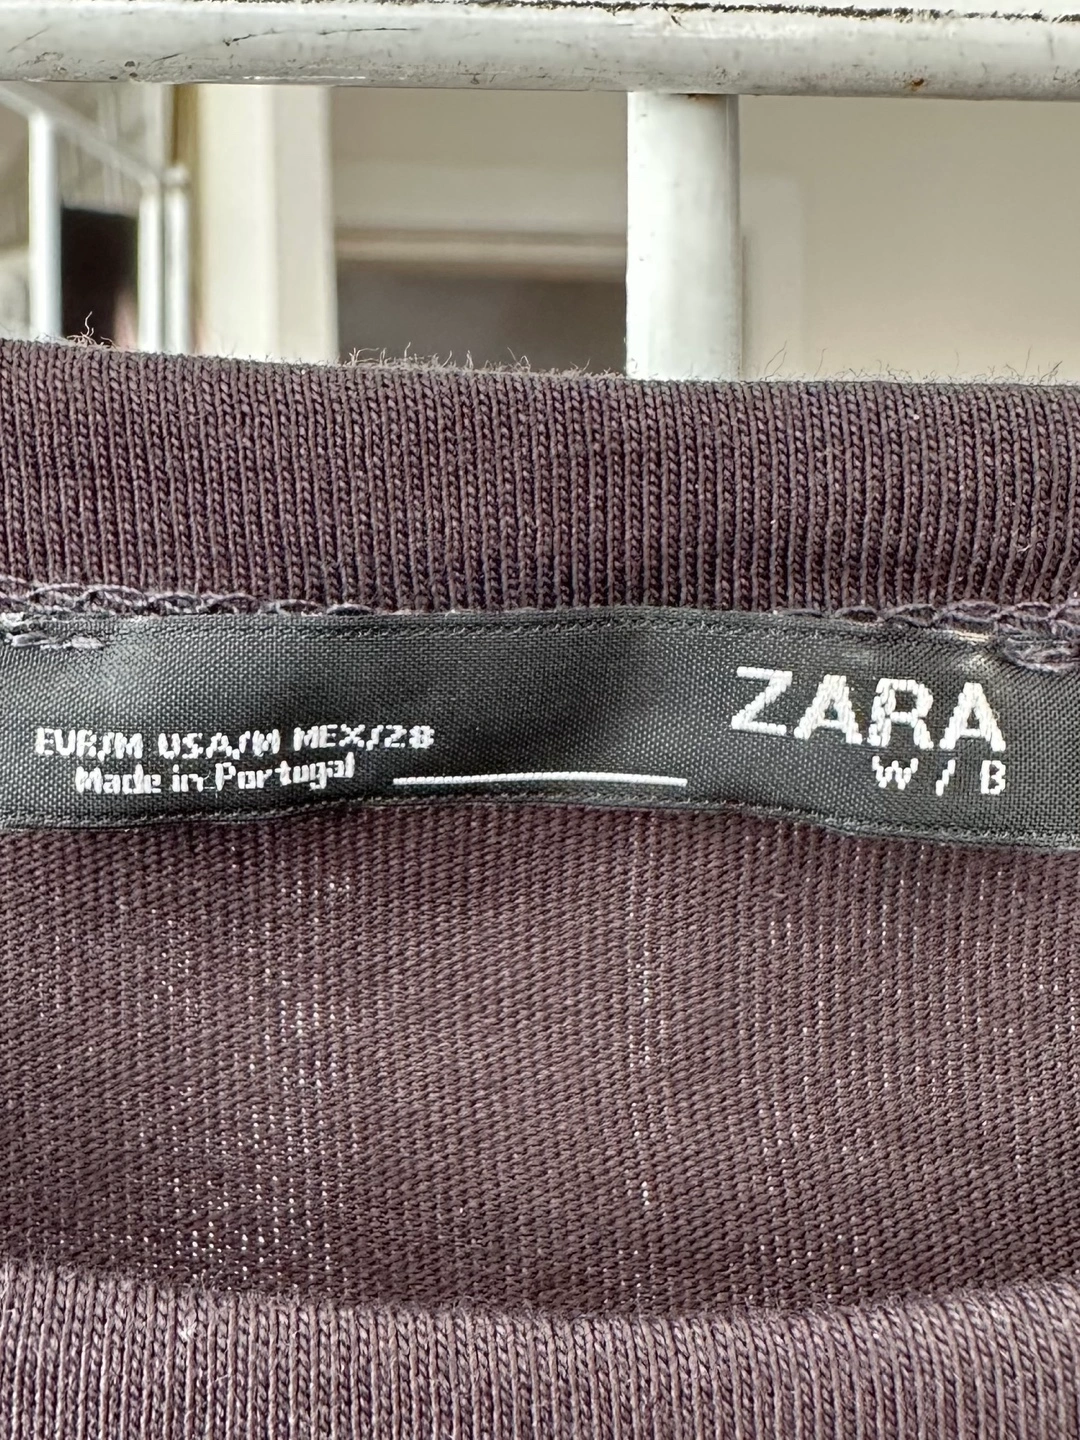 EUR/M USA/M MEX/28
Made in Portugal
ZARA
W / B